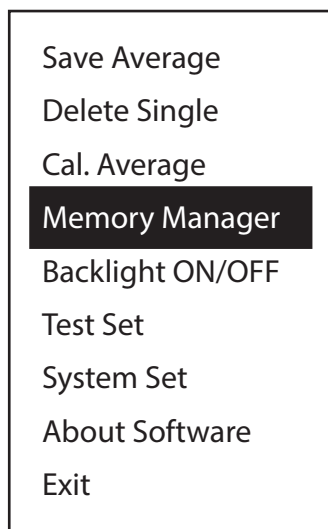 Save Average
Delete Single
Cal. Average
Memory Manager
Backlight ON/OFF
Test Set
System Set
About Software
Exit